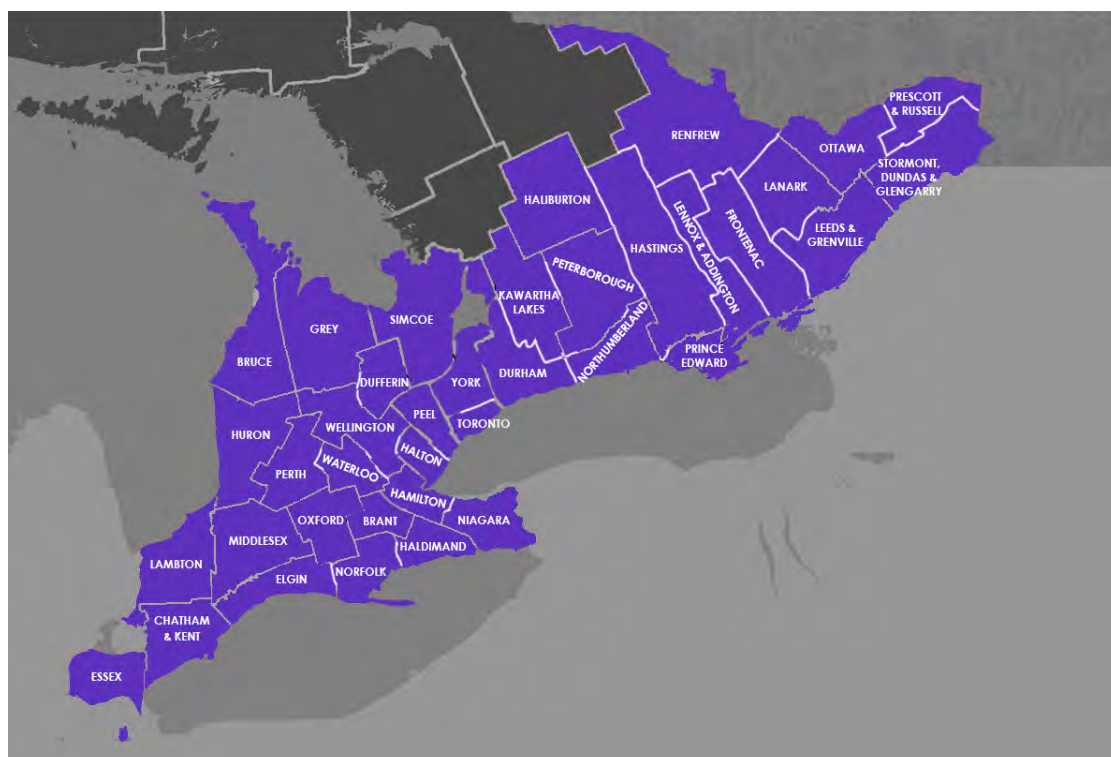 PRESCOTT
& RUSSELL
RENFREW
OTTAWA
STORMONT,
DUNDAS &
GLENGARRY
LANARK
HALIBURTON
LENNOX & ADDINGTON
FRONTENAC
LEEDS &
GRENVILLE
HASTINGS
PETERBOROUGH
KAWARTHA
LAKES
NORTHUMBERLAND
SIMCOE
GREY
PRINCE
EDWARD
BRUCE
DUFFERIN
YORK
DURHAM
PEEL
TORONTO
WELLINGTON
HURON
HALTON
WATERLOO
PERTH
HAMILTON
OXFORD
BRANT
NIAGARA
MIDDLESEX
HALDIMAND
LAMBTON
ELGIN
NORFOLK
CHATHAM
& KENT
ESSEX